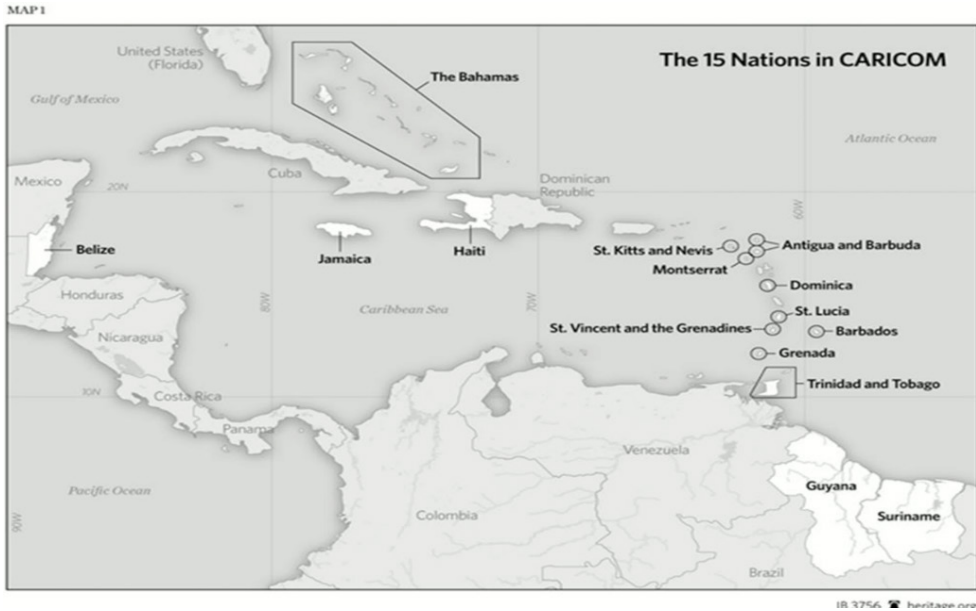 MAP 1
The 15 Nations in CARICOM
United States
(Florida)
The Bahamas
Gulf of Mexico
Atlantic Ocean
Cuba
Mexico
20N
Dominican
Republic
60W
Belize
Jamaica
Haiti
St. Kitts and Nevis
Antigua and Barbuda
Montserrat
Honduras
Dominica
80W
Caribbean Sea
70W
St. Lucia
Nicaragua
St. Vincent and the Grenadines
Barbados
Grenada
Trinidad and Tobago
10N
Costa Rica
Panama
Venezuela
Pacific Ocean
Guyana
90W
Colombia
Suriname
Brazil
IB 3756 heritage.org